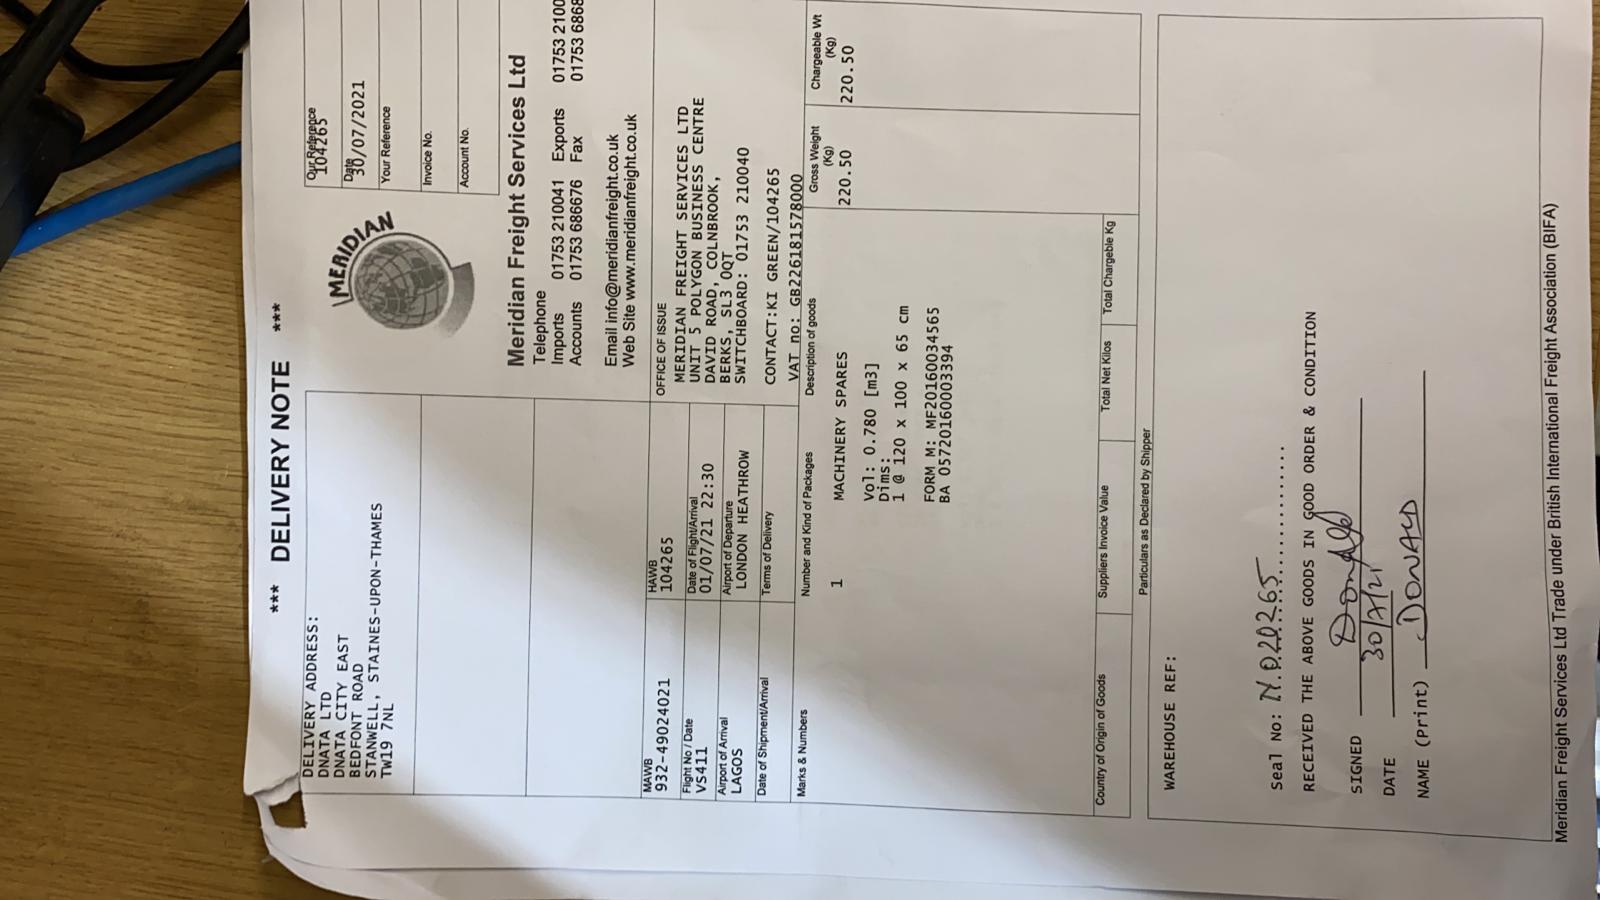 *** DELIVERY NOTE ***
DELIVERY ADDRESS:
DNATA LTD
DNATA CITY EAST
BEDFONT ROAD
STANWELL, STAINES-UPON-THAMES
TW19 7NL
MERIDIAN
Our Reference
104265
Date
30/07/2021
Your Reference
Invoice No.
Account No.
Meridian Freight Services Ltd
Telephone
Imports 01753 210041 Exports 01753 2100
Accounts 01753 686676 Fax 01753 6868
Email info@meridianfreight.co.uk
Web Site www.meridianfreight.co.uk
MAWB
932-49024021
HAWB
104265
Flight No / Date
VS411
Date of Flight/Arrival
01/07/21 22:30
Airport of Arrival
LAGOS
Airport of Departure
LONDON HEATHROW
Date of Shipment/Arrival
Terms of Delivery
OFFICE OF ISSUE
MERIDIAN FREIGHT SERVICES LTD
UNIT 5 POLYGON BUSINESS CENTRE
DAVID ROAD, COLNBROOK,
BERKS, SL3 0QT
SWITCHBOARD: 01753 210040
CONTACT:KI GREEN/104265
VAT no: GB226181578000
Marks & Numbers Number and Kind of Packages Description of goods Gross Weight (Kg) Chargeable Wt (Kg)
1 MACHINERY SPARES 220.50 220.50
Vol: 0.780 [m3]
Dims:
1 @ 120 x 100 x 65 cm
FORM M: MF20160034565
BA 05720160003394
Country of Origin of Goods Suppliers Invoice Value Total Net Kilos Total Chargeable Kg
Particulars as Declared by Shipper
WAREHOUSE REF:
Seal No: N.020265
RECEIVED THE ABOVE GOODS IN GOOD ORDER & CONDITION
SIGNED Donald
DATE 30/7/21
NAME (Print) DONALD
Meridian Freight Services Ltd Trade under British International Freight Association (BIFA)